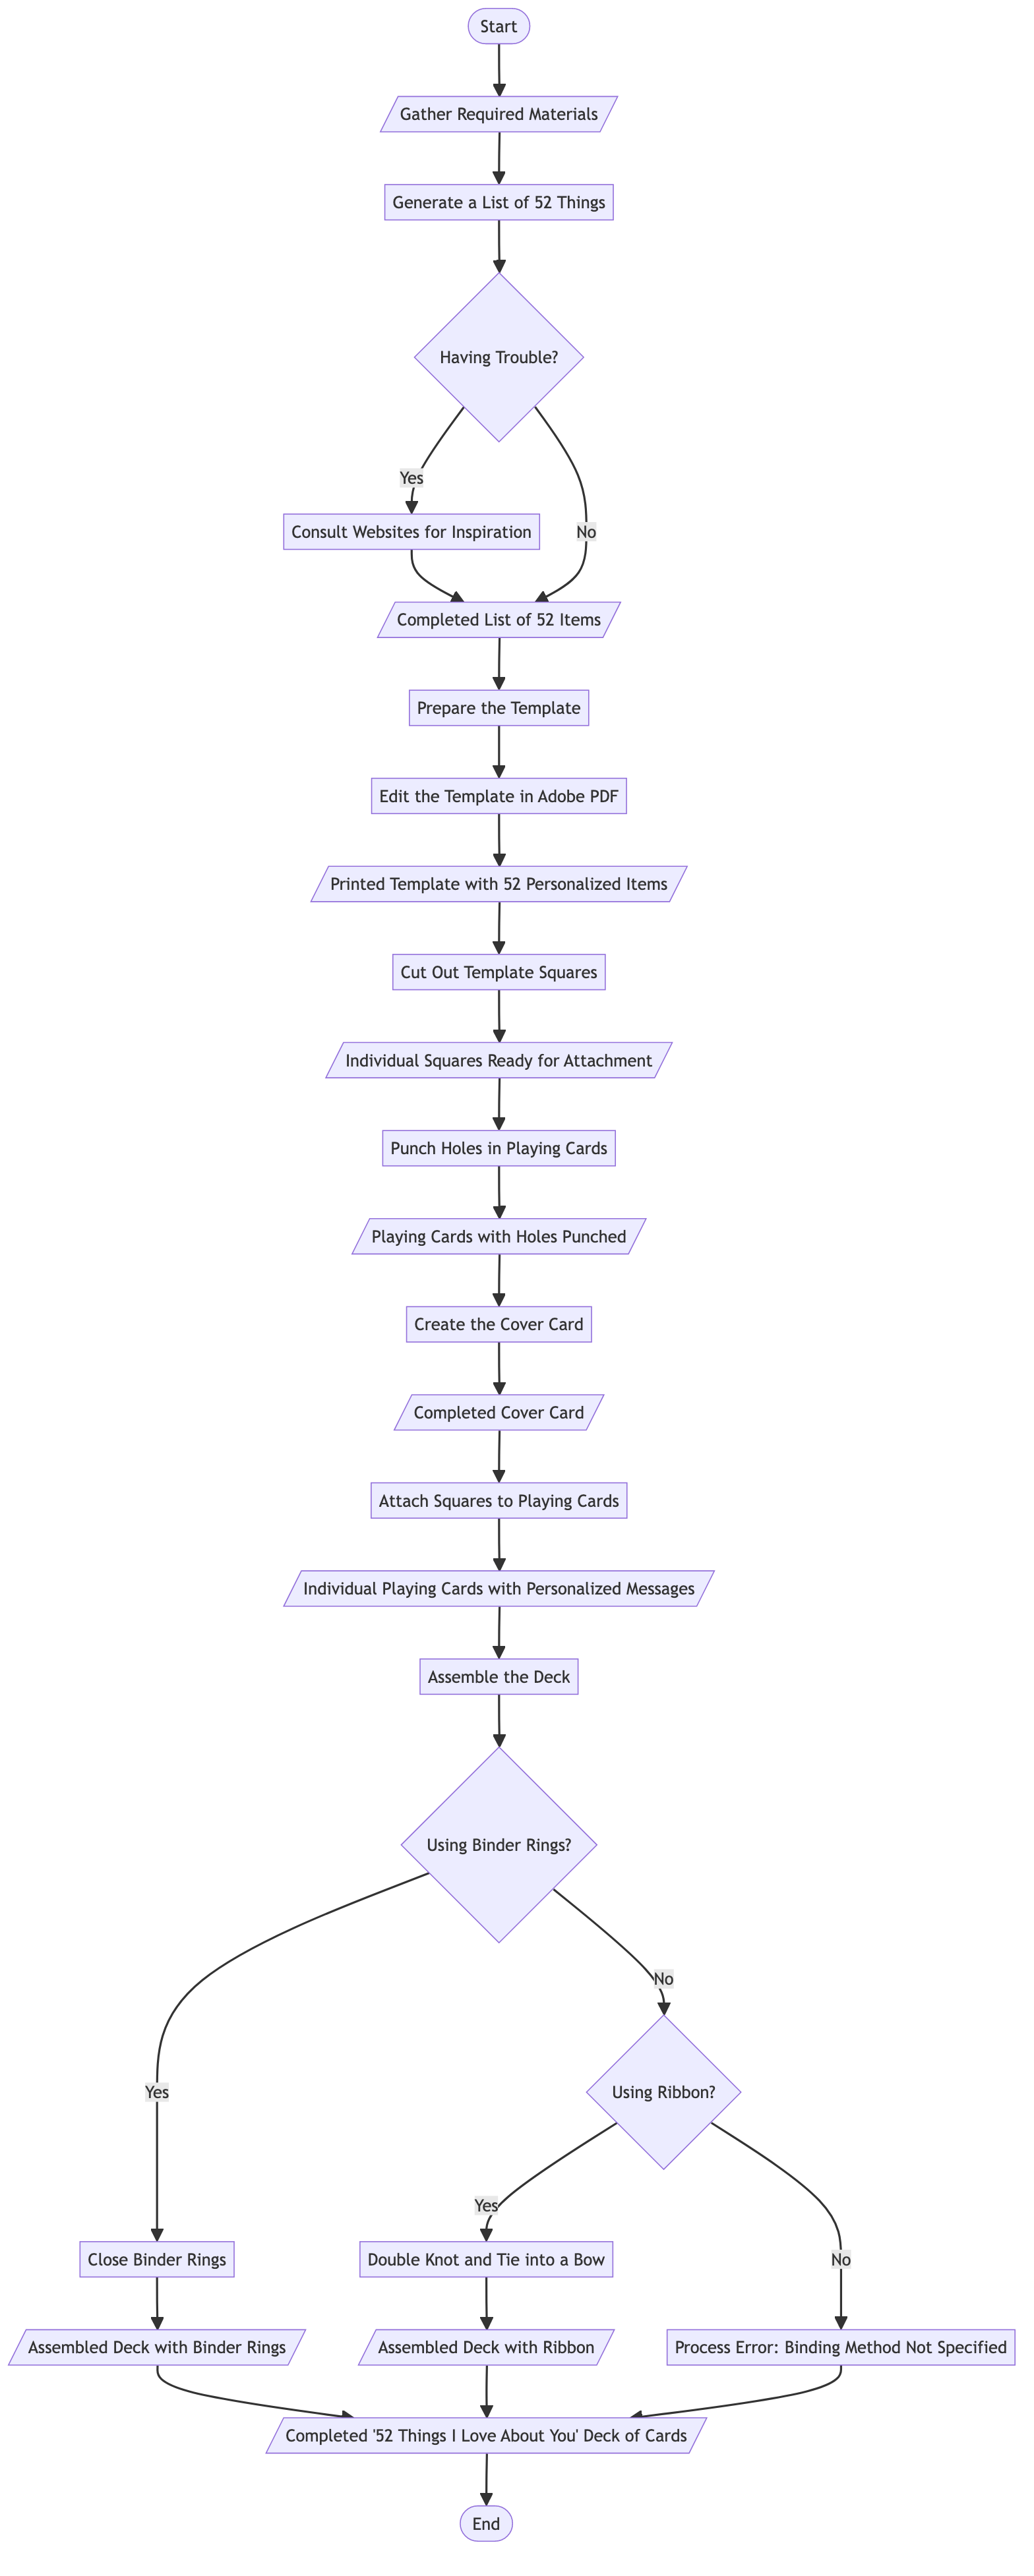 Start
Gather Required Materials
Generate a List of 52 Things
Having Trouble?
Yes
Consult Websites for Inspiration
No
Completed List of 52 Items
Prepare the Template
Edit the Template in Adobe PDF
Printed Template with 52 Personalized Items
Cut Out Template Squares
Individual Squares Ready for Attachment
Punch Holes in Playing Cards
Playing Cards with Holes Punched
Create the Cover Card
Completed Cover Card
Attach Squares to Playing Cards
Individual Playing Cards with Personalized Messages
Assemble the Deck
Using Binder Rings?
No
Yes
Using Ribbon?
Yes
No
Close Binder Rings
Double Knot and Tie into a Bow
Assembled Deck with Binder Rings
Assembled Deck with Ribbon
Process Error: Binding Method Not Specified
Completed '52 Things I Love About You' Deck of Cards
End